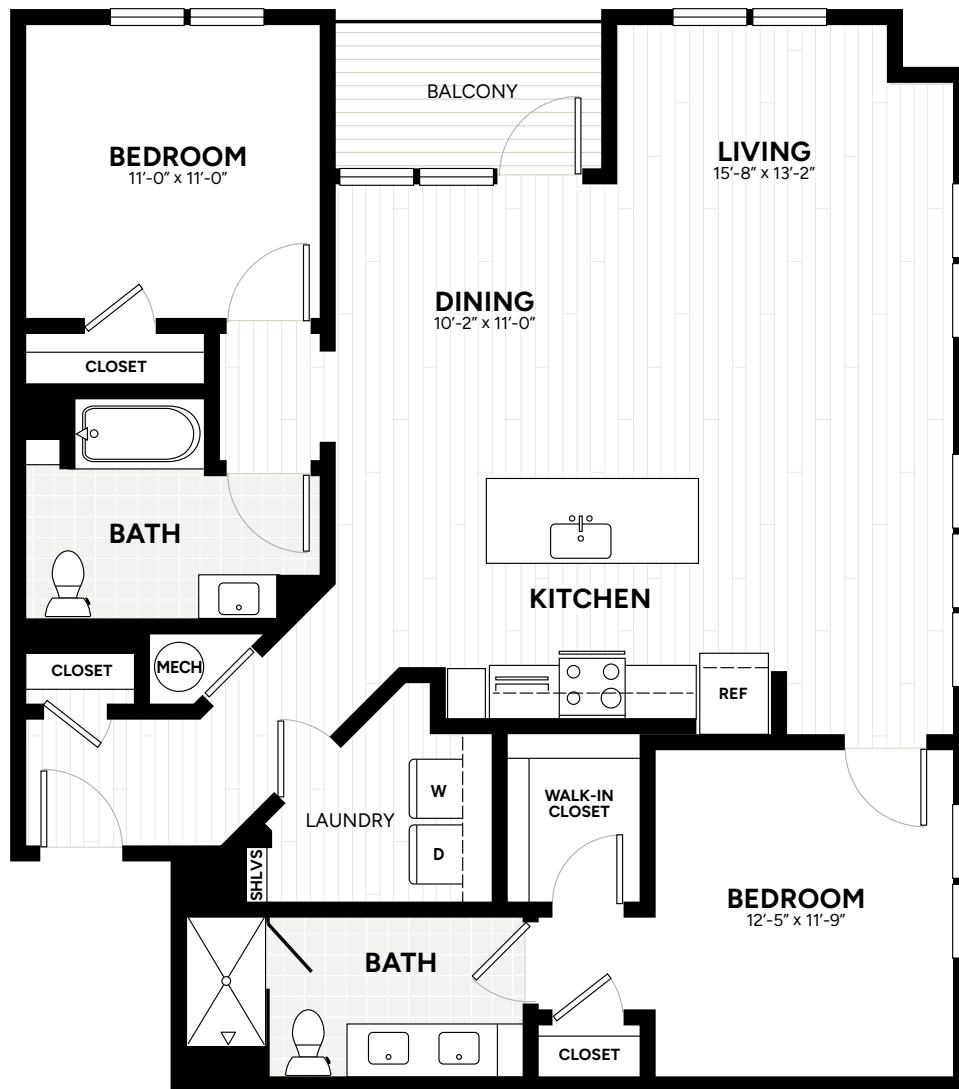 BALCONY
BEDROOM
11’-0” x 11’-0”
LIVING
15’-8” x 13’-2”
DINING
10’-2” x 11’-0”
CLOSET
BATH
KITCHEN
CLOSET
MECH
REF
W
LAUNDRY
D
WALK-IN
CLOSET
SHLVS
BEDROOM
12’-5” x 11’-9”
BATH
CLOSET